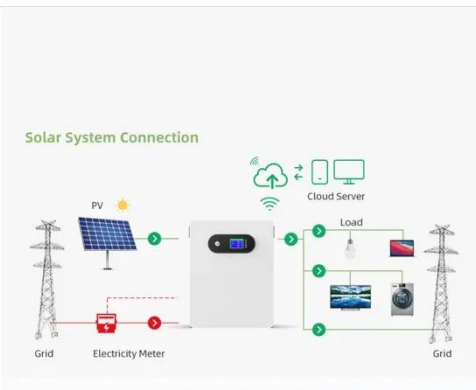 Solar System Connection
Cloud Server
PV
Load
Grid
Electricity Meter
Grid